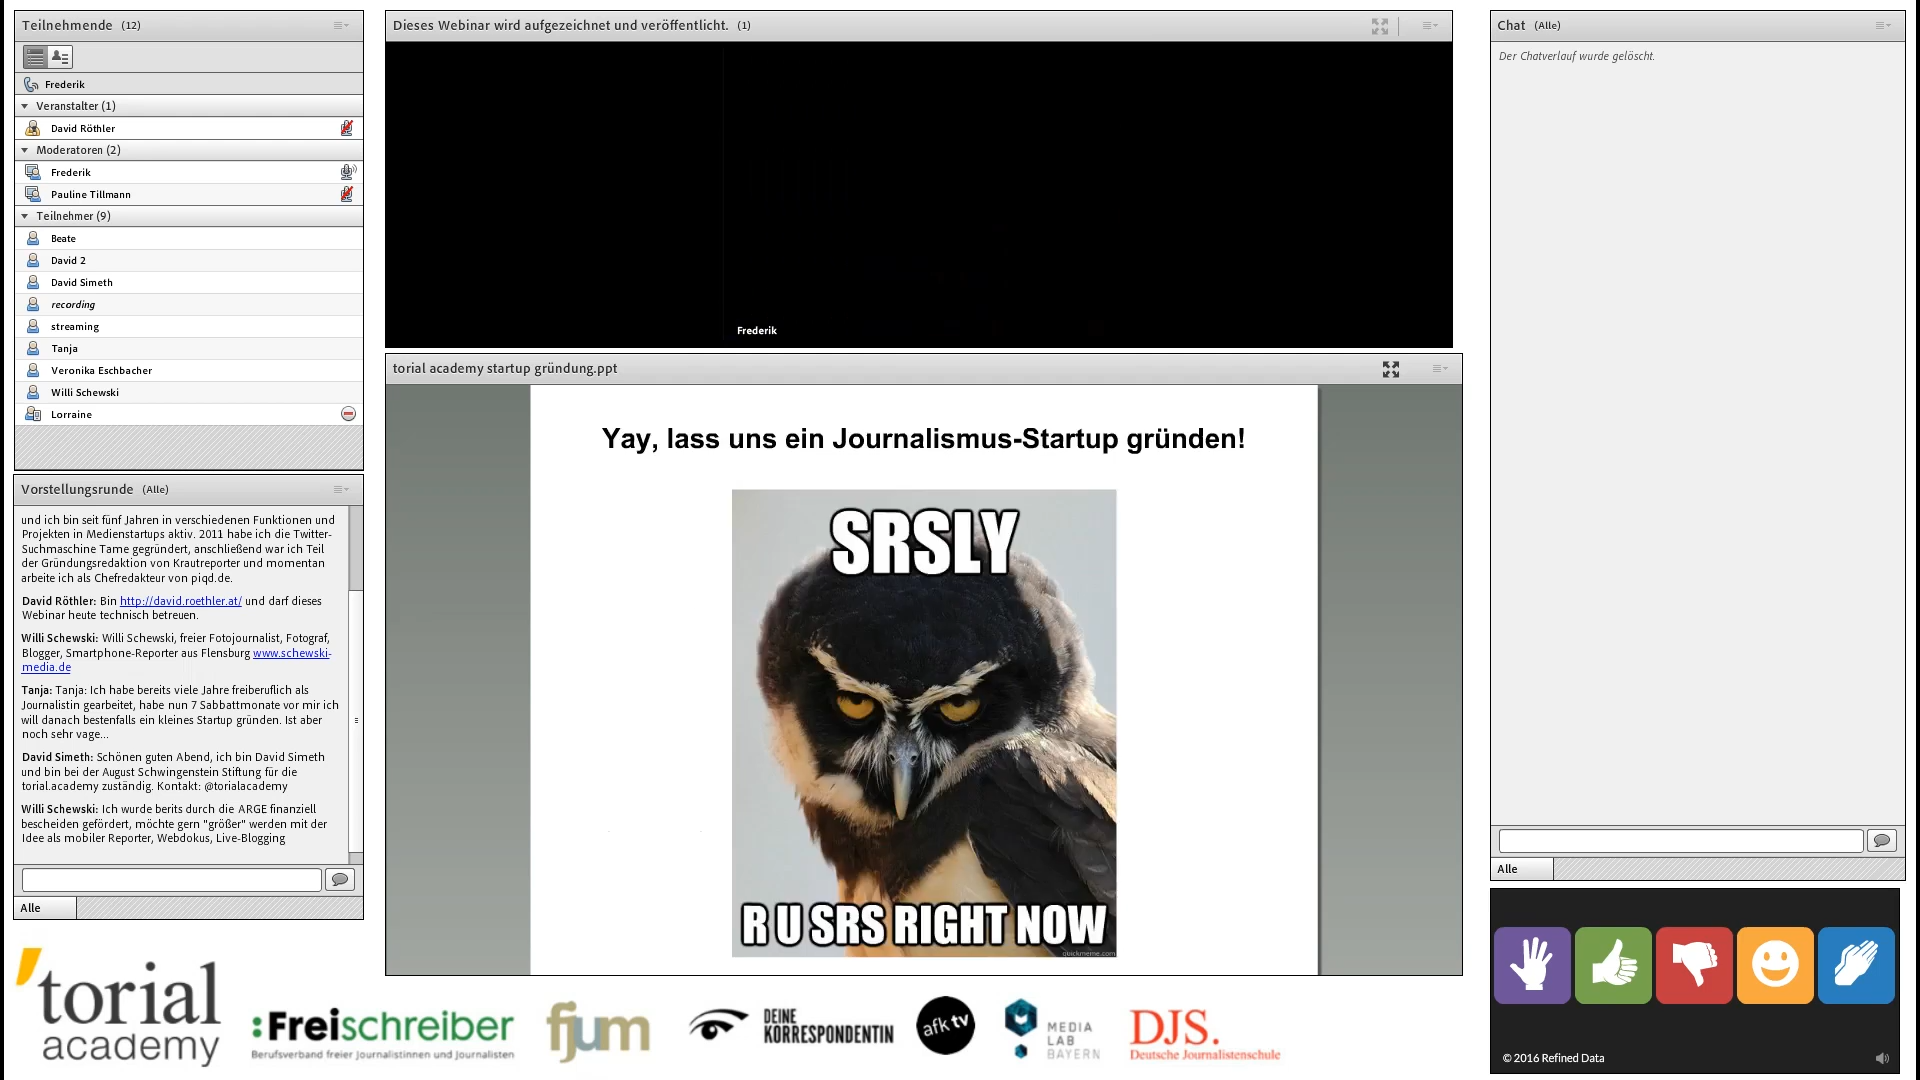 Teilnehmende (12)
Frederik
Veranstalter (1)
David Röthler
Moderatoren (2)
Frederik
Pauline Tillmann
Teilnehmer (9)
Beate
David 2
David Simeth
recording
streaming
Tanja
Veronika Eschbacher
Willi Schewski
Lorraine
Vorstellungsrunde (Alle)
und ich bin seit fünf Jahren in verschiedenen Funktionen und
Projekten in Medienstartups aktiv. 2011 habe ich die Twitter-
Suchmaschine Tame gegründet, anschließend war ich Teil
der Gründungsredaktion von Krautreporter und momentan
arbeite ich als Chefredakteur von piqd.de.
David Röthler: Bin http://david.roethler.at/ und darf dieses
Webinar heute technisch betreuen.
Willi Schewski: Willi Schewski, freier Fotojournalist, Fotograf,
Blogger, Smartphone-Reporter aus Flensburg www.schewski-
media.de
Tanja: Tanja: Ich habe bereits viele Jahre freiberuflich als
Journalistin gearbeitet, habe nun 7 Sabbattmonate vor mir ich
will danach bestenfalls ein kleines Startup gründen. Ist aber
noch sehr vage...
David Simeth: Schönen guten Abend, ich bin David Simeth
und bin bei der August Schwingenstein Stiftung für die
torial.academy zuständig. Kontakt: @torialacademy
Willi Schewski: Ich wurde berits durch die ARGE finanziell
bescheiden gefördert, möchte gern "größer" werden mit der
Idee als mobiler Reporter, Webdokus, Live-Blogging
Alle
Dieses Webinar wird aufgezeichnet und veröffentlicht. (1)
Frederik
torial academy startup gründung.ppt
Yay, lass uns ein Journalismus-Startup gründen!
SRSLY
R U SRS RIGHT NOW
quickmeme.com
Chat (Alle)
Der Chatverlauf wurde gelöscht.
Alle
© 2016 Refined Data
'torial
academy
:Freischreiber
Berufsverband freier Journalistinnen und Journalisten
fjum
DEINE
KORRESPONDENTIN
afk tv
MEDIA
LAB
BAYERN
DJS.
Deutsche Journalistenschule